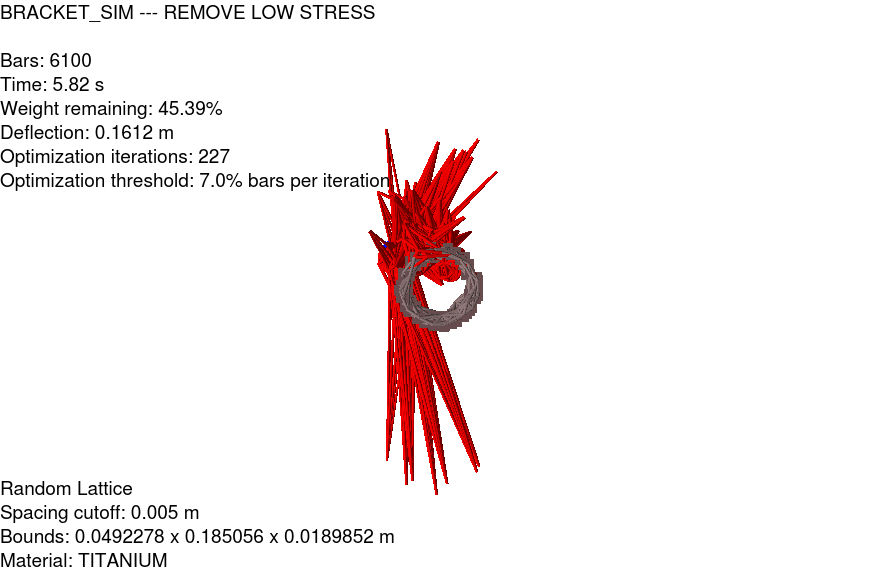 BRACKET_SIM --- REMOVE LOW STRESS
Bars: 6100
Time: 5.82 s
Weight remaining: 45.39%
Deflection: 0.1612 m
Optimization iterations: 227
Optimization threshold: 7.0% bars per iteration
Random Lattice
Spacing cutoff: 0.005 m
Bounds: 0.0492278 x 0.185056 x 0.0189852 m
Material: TITANIUM